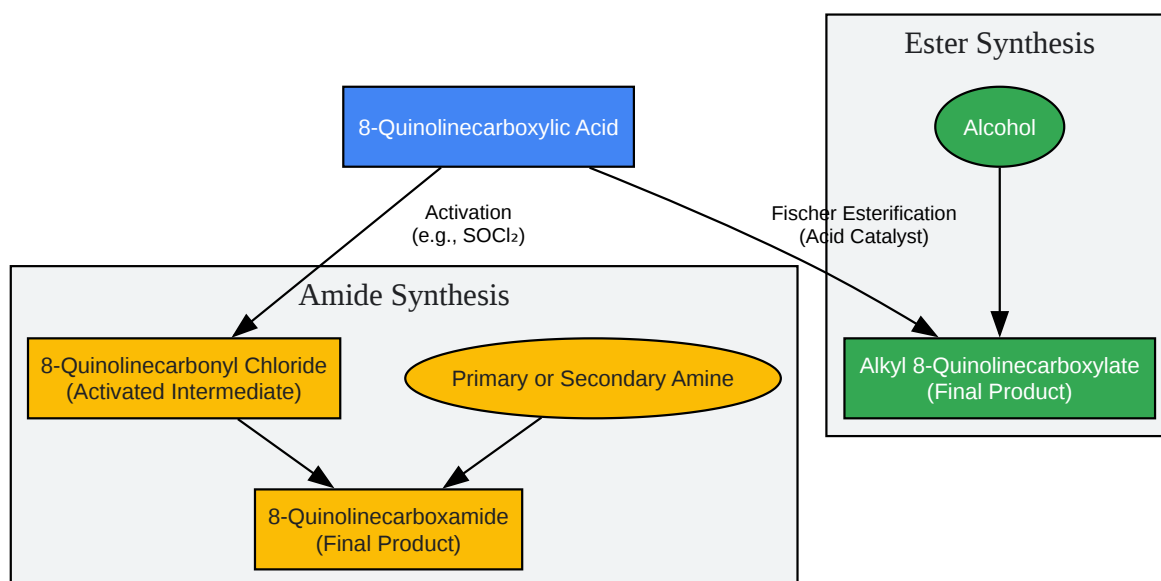 Ester Synthesis
8-Quinolinecarboxylic Acid
Alcohol
Activation
(e.g., SOCl₂)
Fischer Esterification
(Acid Catalyst)
Amide Synthesis
8-Quinolinecarbonyl Chloride
(Activated Intermediate)
Primary or Secondary Amine
Alkyl 8-Quinolinecarboxylate
(Final Product)
8-Quinolinecarboxamide
(Final Product)